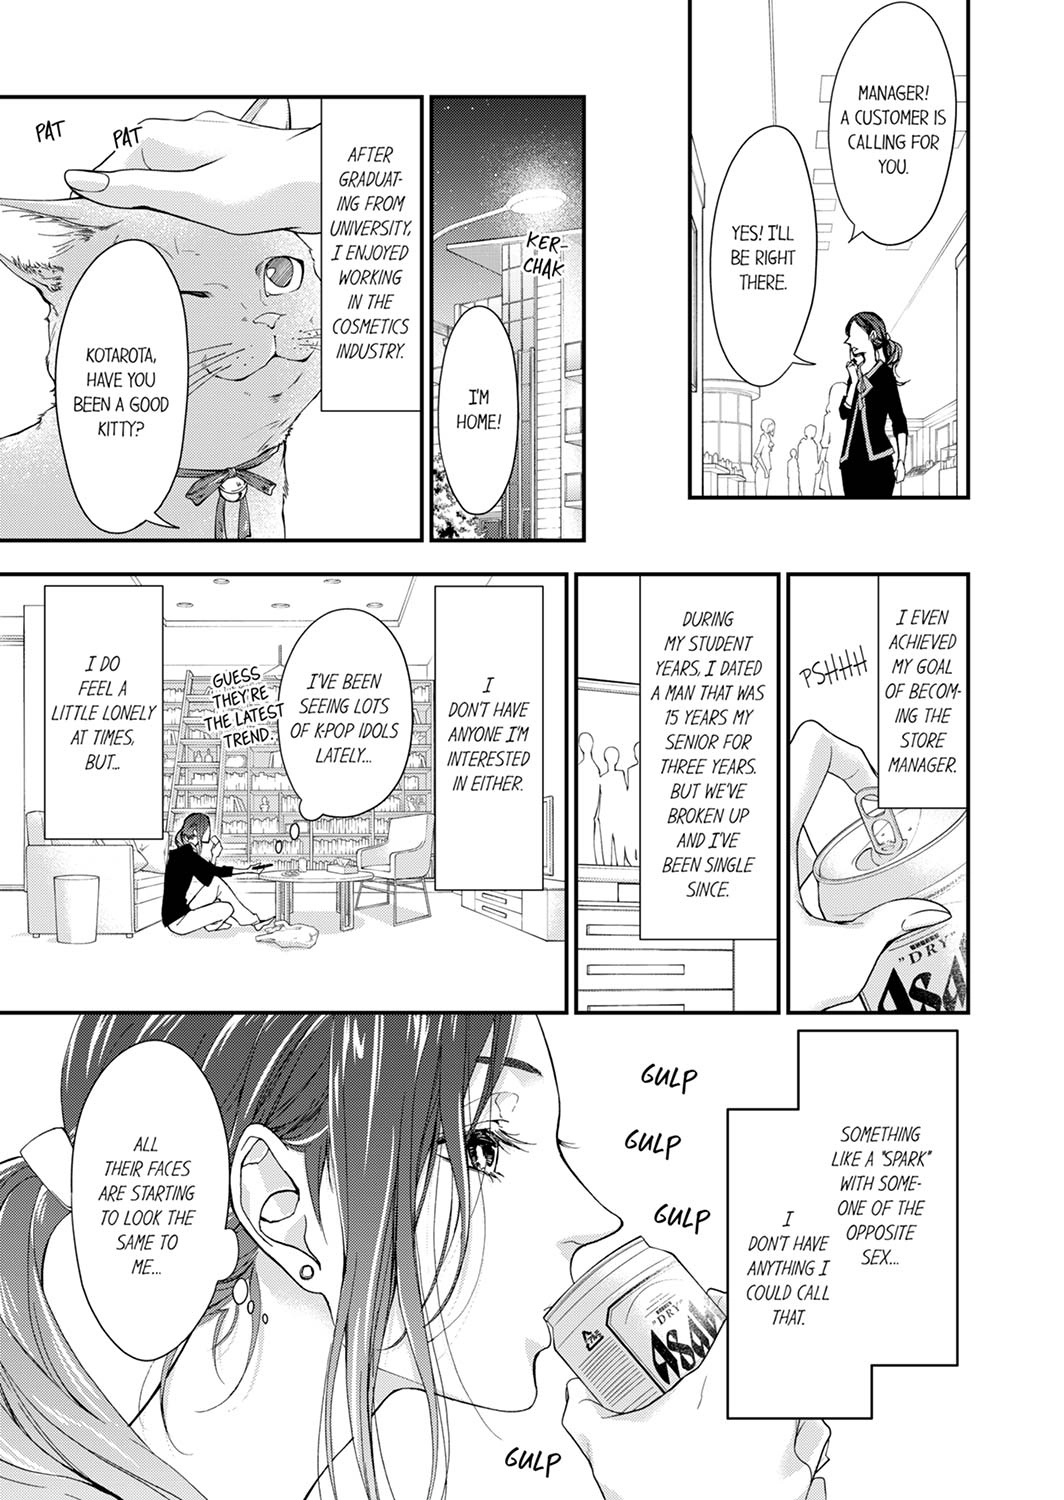 MANAGER!
A CUSTOMER IS
CALLING FOR
YOU.
YES! I'LL
BE RIGHT
THERE.
KER-
CHAK
I'M
HOME!
AFTER
GRADUAT-
ING FROM
UNIVERSITY,
I ENJOYED
WORKING
IN THE
COSMETICS
INDUSTRY.
PAT
PAT
KOTAROTA,
HAVE YOU
BEEN A GOOD
KITTY?
I EVEN
ACHIEVED
MY GOAL
OF BECOM-
ING THE
STORE
MANAGER.
PSHHHH
"DRY"
Asa
DURING
MY STUDENT
YEARS, I DATED
A MAN THAT WAS
15 YEARS MY
SENIOR FOR
THREE YEARS.
BUT WE'VE
BROKEN UP
AND I'VE
BEEN SINGLE
SINCE.
I
DON'T HAVE
ANYONE I'M
INTERESTED
IN EITHER.
I'VE BEEN
SEEING LOTS
OF K-POP IDOLS
LATELY...
GUESS
THEY'RE
THE LATEST
TREND.
I DO
FEEL A
LITTLE LONELY
AT TIMES,
BUT...
SOMETHING
LIKE A "SPARK"
WITH SOME-
ONE OF THE
OPPOSITE
SEX...
I
DON'T HAVE
ANYTHING I
COULD CALL
THAT.
GULP
GULP
GULP
"DRY"
Asa
ALL
THEIR FACES
ARE STARTING
TO LOOK THE
SAME TO
ME...
GULP